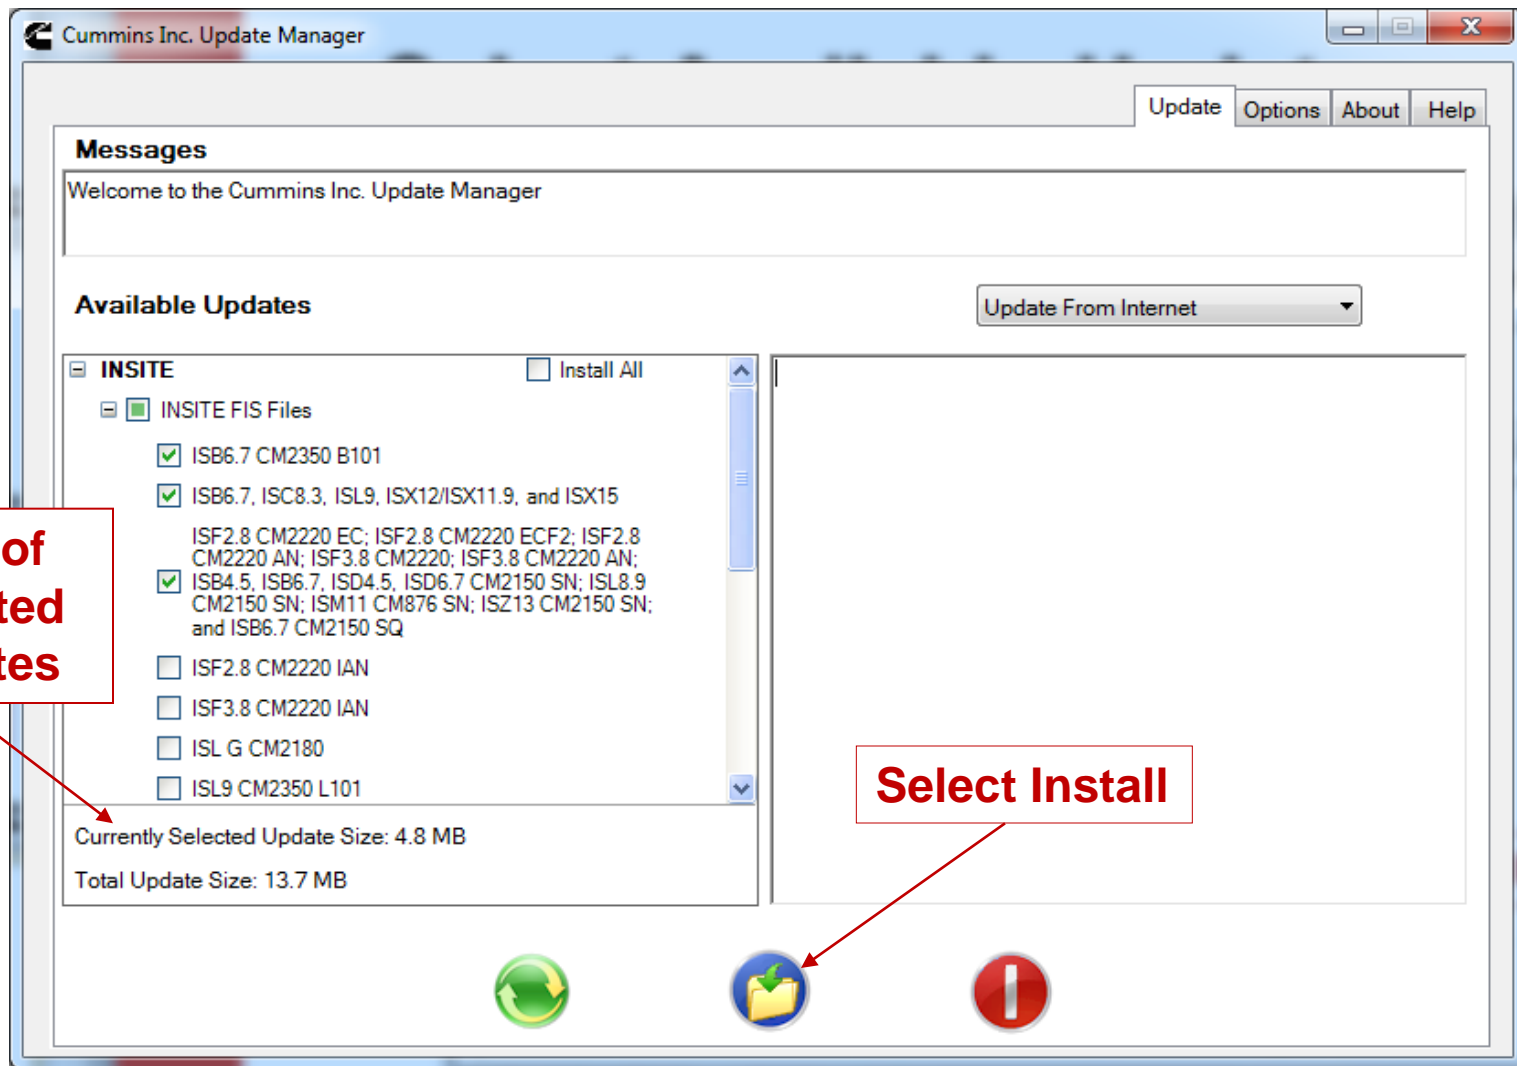 Cummins Inc. Update Manager
Update Options About Help
Messages
Welcome to the Cummins Inc. Update Manager
Available Updates
Update From Internet
INSITE
Install All
INSITE FIS Files
ISB6.7 CM2350 B101
ISB6.7, ISC8.3, ISL9, ISX12/ISX11.9, and ISX15
ISF2.8 CM2220 EC; ISF2.8 CM2220 ECF2; ISF2.8
CM2220 AN; ISF3.8 CM2220; ISF3.8 CM2220 AN;
ISB4.5, ISB6.7, ISD4.5, ISD6.7 CM2150 SN; ISL8.9
CM2150 SN; ISM11 CM876 SN; ISZ13 CM2150 SN;
and ISB6.7 CM2150 SQ
ISF2.8 CM2220 IAN
ISF3.8 CM2220 IAN
ISL G CM2180
ISL9 CM2350 L101
of
ted
tes
Select Install
Currently Selected Update Size: 4.8 MB
Total Update Size: 13.7 MB